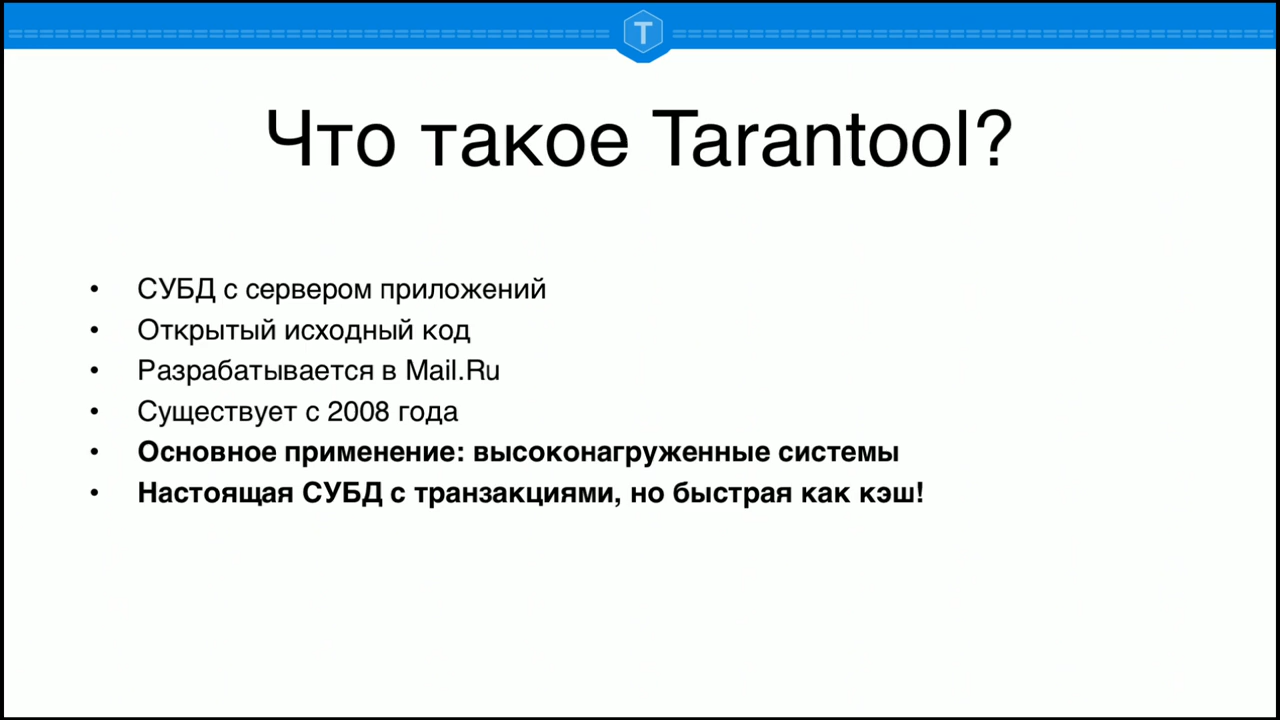 T
Что такое Tarantool?
• СУБД с сервером приложений
• Открытый исходный код
• Разрабатывается в Mail.Ru
• Существует с 2008 года
• Основное применение: высоконагруженные системы
• Настоящая СУБД с транзакциями, но быстрая как кэш!